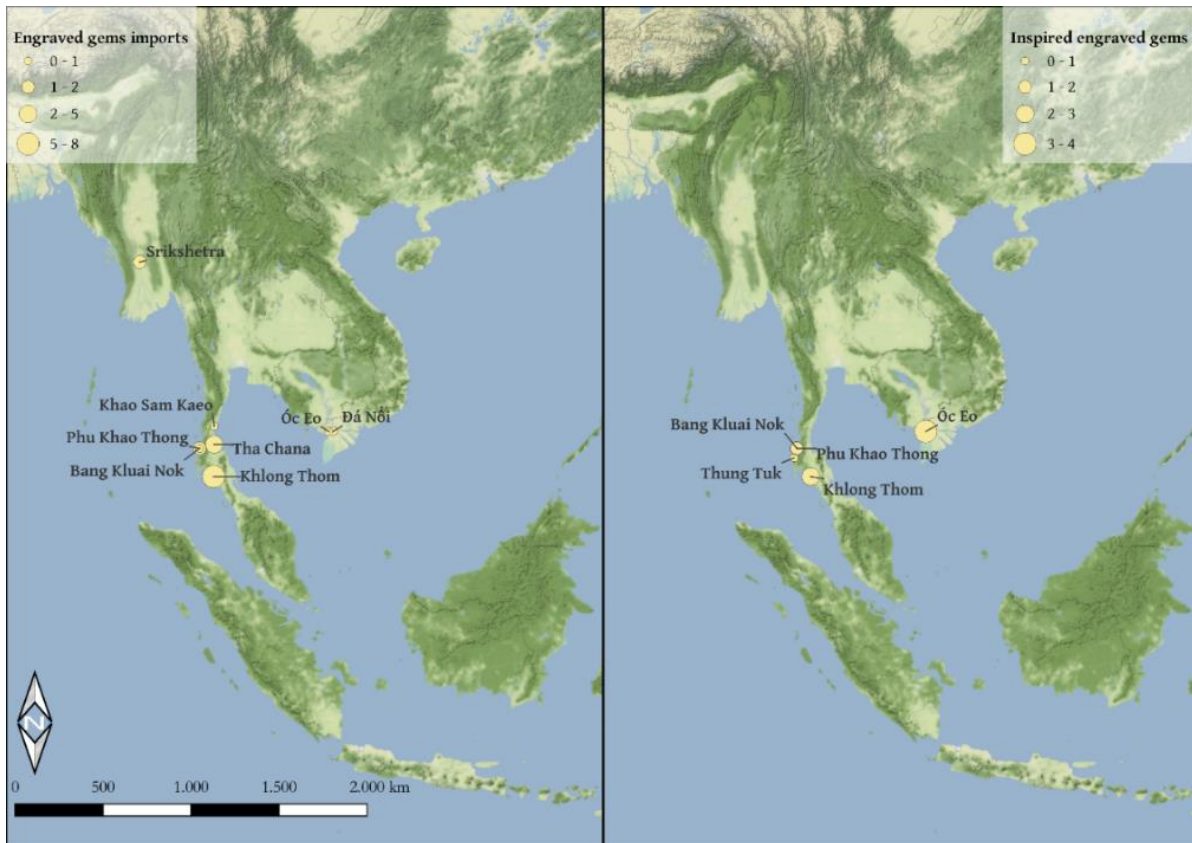 Engraved gems imports
0 - 1
1 - 2
2 - 5
5 - 8
Srikshetra
Khao Sam Kaeo
Phu Khao Thong
Bang Kluai Nok
Tha Chana
Khlong Thom
Óc Eo
Đá Nổi
N
0 500 1.000 1.500 2.000 km
Inspired engraved gems
0 - 1
1 - 2
2 - 3
3 - 4
Óc Eo
Bang Kluai Nok
Phu Khao Thong
Thung Tuk
Khlong Thom